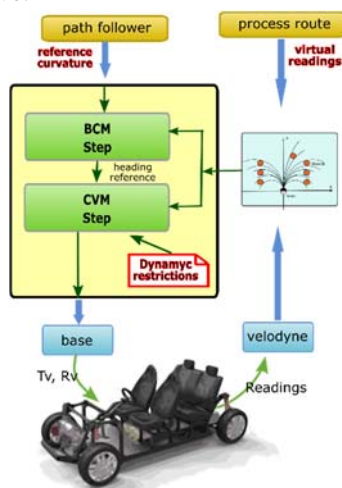 path follower
process route
reference
curvature
virtual
readings
BCM
Step
heading
reference
CVM
Step
Dynamyc
restrictions
base
velodyne
Tv, Rv
Readings